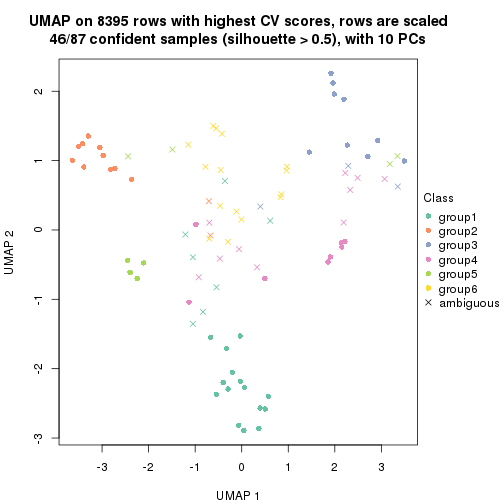 UMAP on 8395 rows with highest CV scores, rows are scaled
46/87 confident samples (silhouette > 0.5), with 10 PCs
2
1
0
-1
-2
-3
UMAP 2
-3
-2
-1
0
1
2
3
UMAP 1
Class
group1
group2
group3
group4
group5
group6
ambiguous